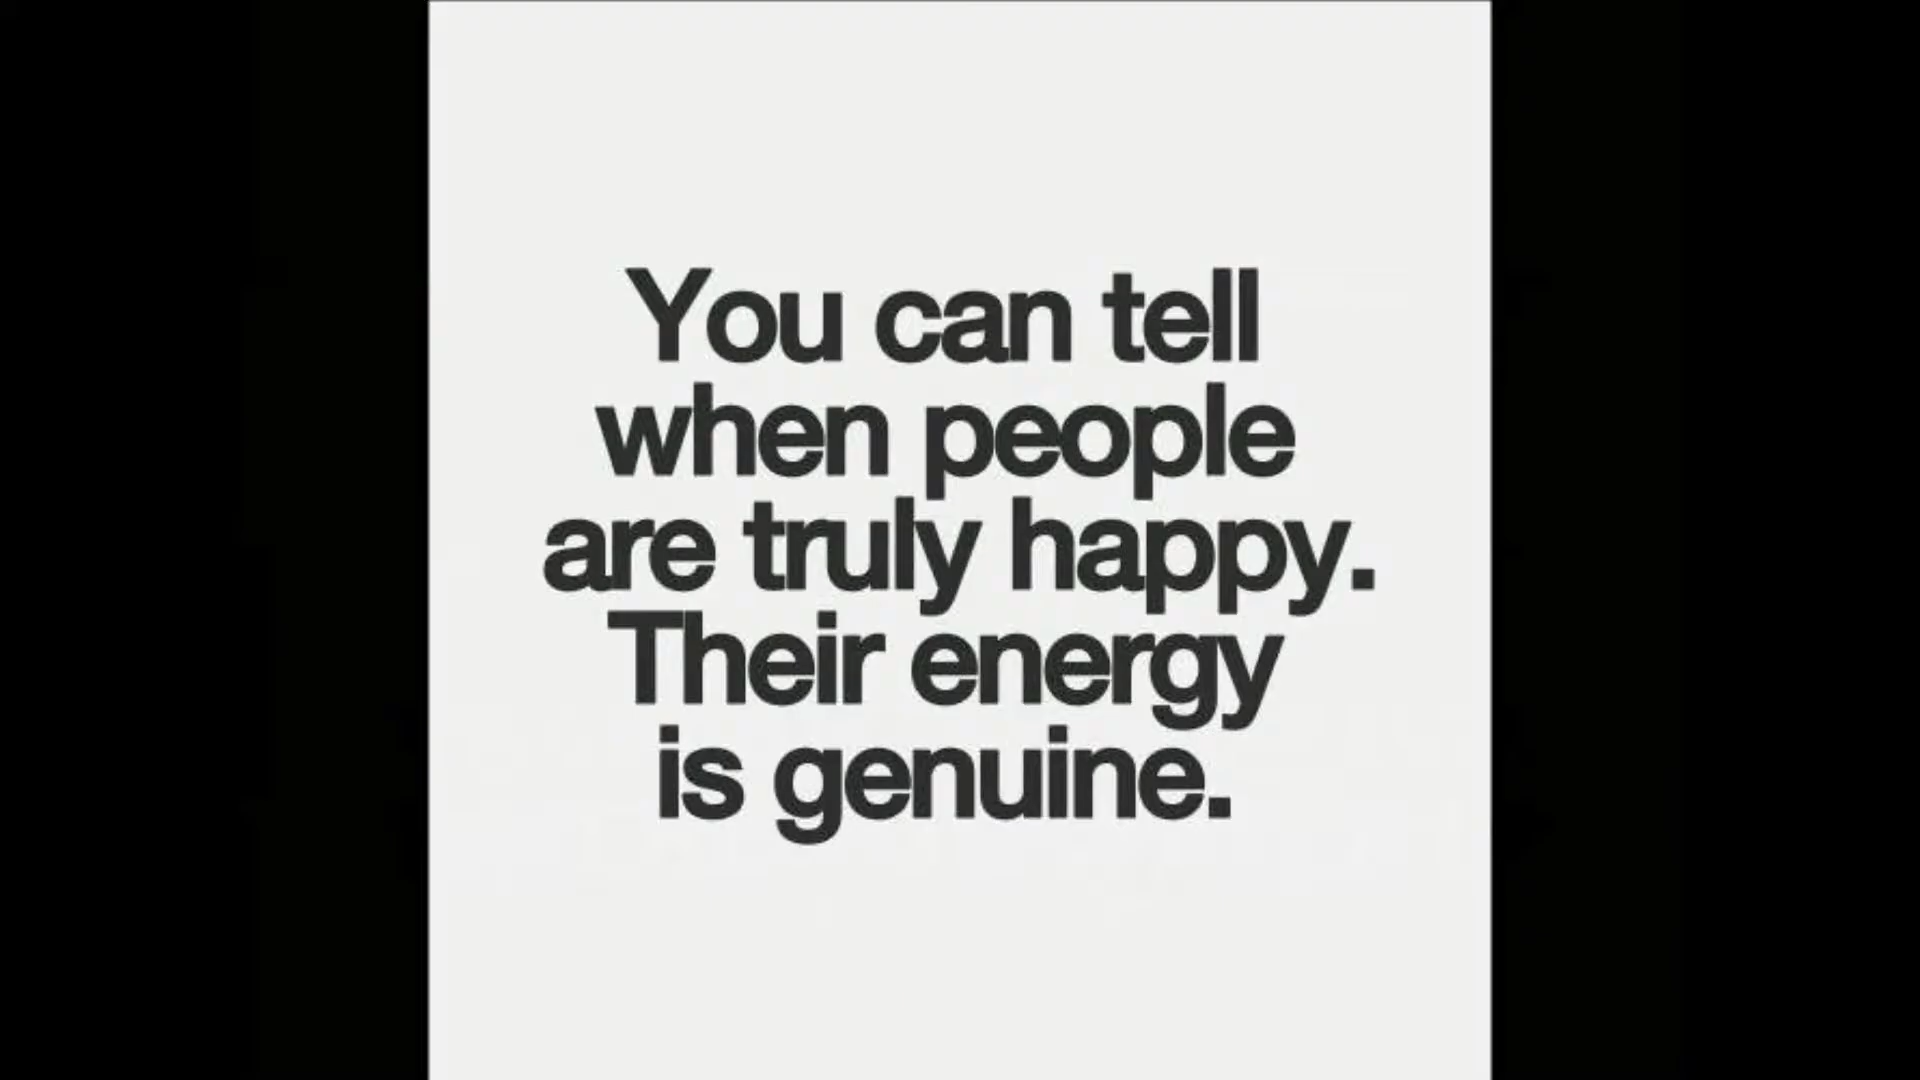 You can tell
when people
are truly happy.
Their energy
is genuine.